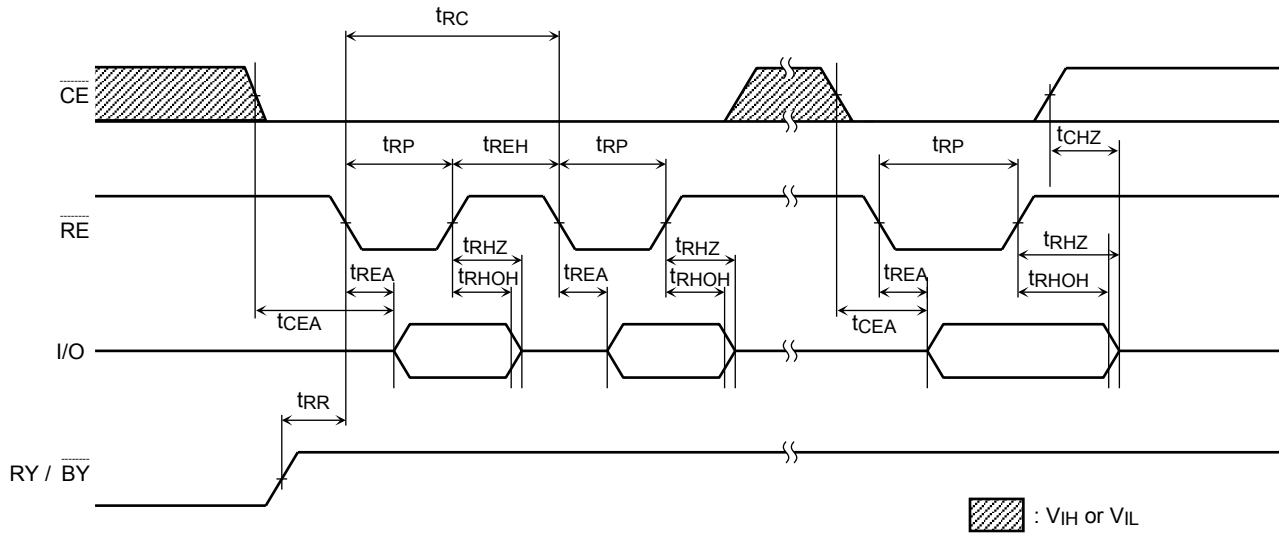 tRC
CE
tCHZ
tRP tREH tRP tRP
RE
tRHZ tRHZ tRHZ
tREA tRHOH tREA tRHOH tREA tRHOH
tCEA tCEA
I/O
tRR
RY / BY
: VIH or VIL